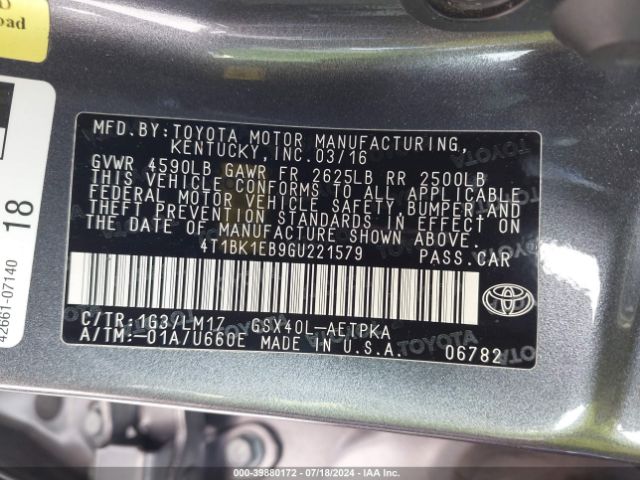 oad
MFD.BY:TOYOTA MOTOR MANUFACTURING,
KENTUCKY,INC.03/16
GVWR 4590LB GAWR FR 2625LB RR 2500LB
THIS VEHICLE CONFORMS TO ALL APPLICABLE
FEDERAL MOTOR VEHICLE SAFETY,BUMPER,AND
THEFT PREVENTION STANDARDS IN EFFECT ON
THE DATE OF MANUFACTURE SHOWN ABOVE.
4T1BK1EB9GU221579 PASS.CAR
C/TR:1G3/LM17 GSX40L-AETPKA
A/TM:-01A/U660E MADE IN U.S.A. 06782
TOYOTA
18
42661-07140
000-39880172 - 07/18/2024 - IAA Inc.